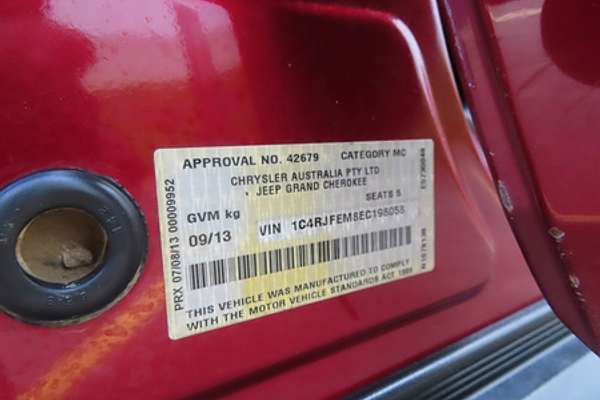 APPROVAL NO. 42679 CATEGORY MC
CHRYSLER AUSTRALIA PTY LTD
JEEP GRAND CHEROKEE
SEATS 5
GVM kg
09/13 VIN 1C4RJFEM8EC198058
THIS VEHICLE WAS MANUFACTURED TO COMPLY
WITH THE MOTOR VEHICLE STANDARDS ACT 1989
PRX 07/08/13 00009952